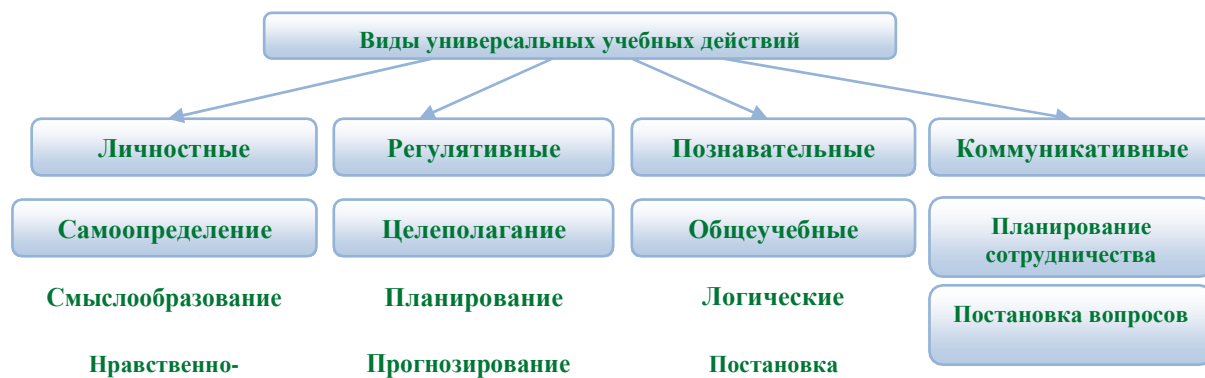 Виды универсальных учебных действий
Личностные
Регулятивные
Познавательные
Коммуникативные
Самоопределение
Целеполагание
Общеучебные
Планирование
сотрудничества
Смыслообразование
Планирование
Логические
Постановка вопросов
Нравственно-
Прогнозирование
Постановка